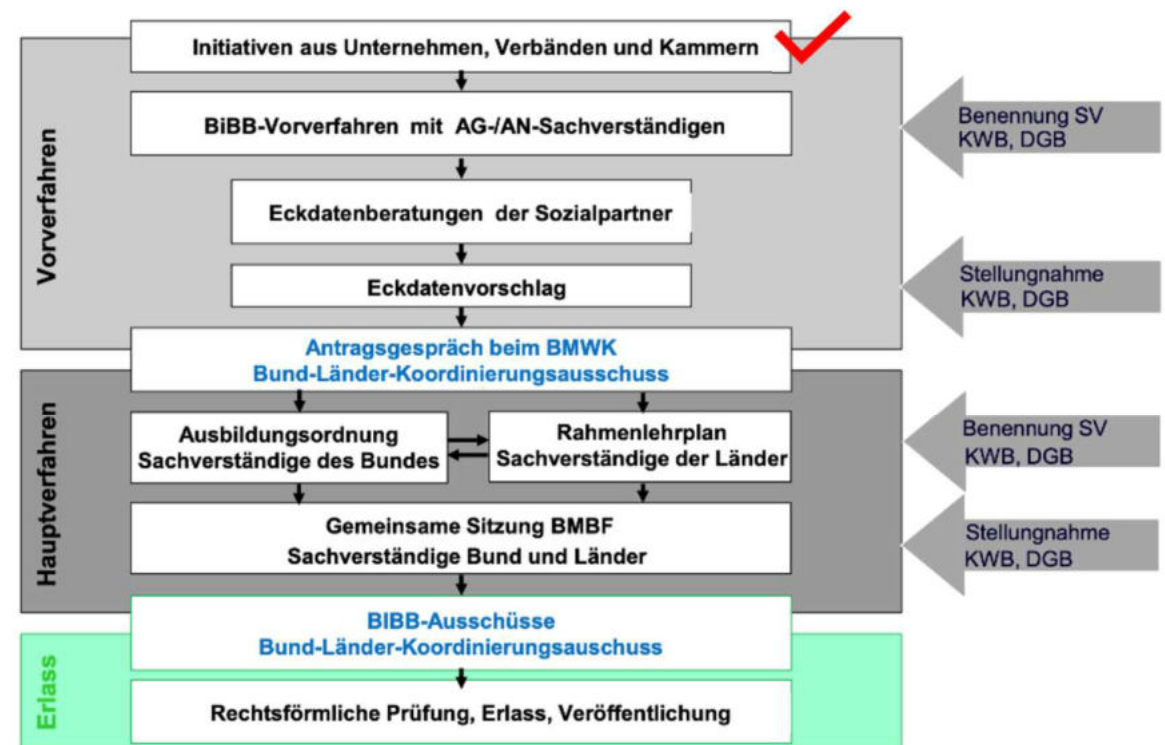 Initiativen aus Unternehmen, Verbänden und Kammern
Vorverfahren
BiBB-Vorverfahren mit AG-/AN-Sachverständigen
Benennung SV
KWB, DGB
Eckdatenberatungen der Sozialpartner
Eckdatenvorschlag
Stellungnahme
KWB, DGB
Antragsgespräch beim BMWK
Bund-Länder-Koordinierungsausschuss
Hauptverfahren
Ausbildungsordnung
Sachverständige des Bundes
Rahmenlehrplan
Sachverständige der Länder
Benennung SV
KWB, DGB
Gemeinsame Sitzung BMBF
Sachverständige Bund und Länder
Stellungnahme
KWB, DGB
BIBB-Ausschüsse
Bund-Länder-Koordinierungsauschuss
Erlass
Rechtsförmliche Prüfung, Erlass, Veröffentlichung